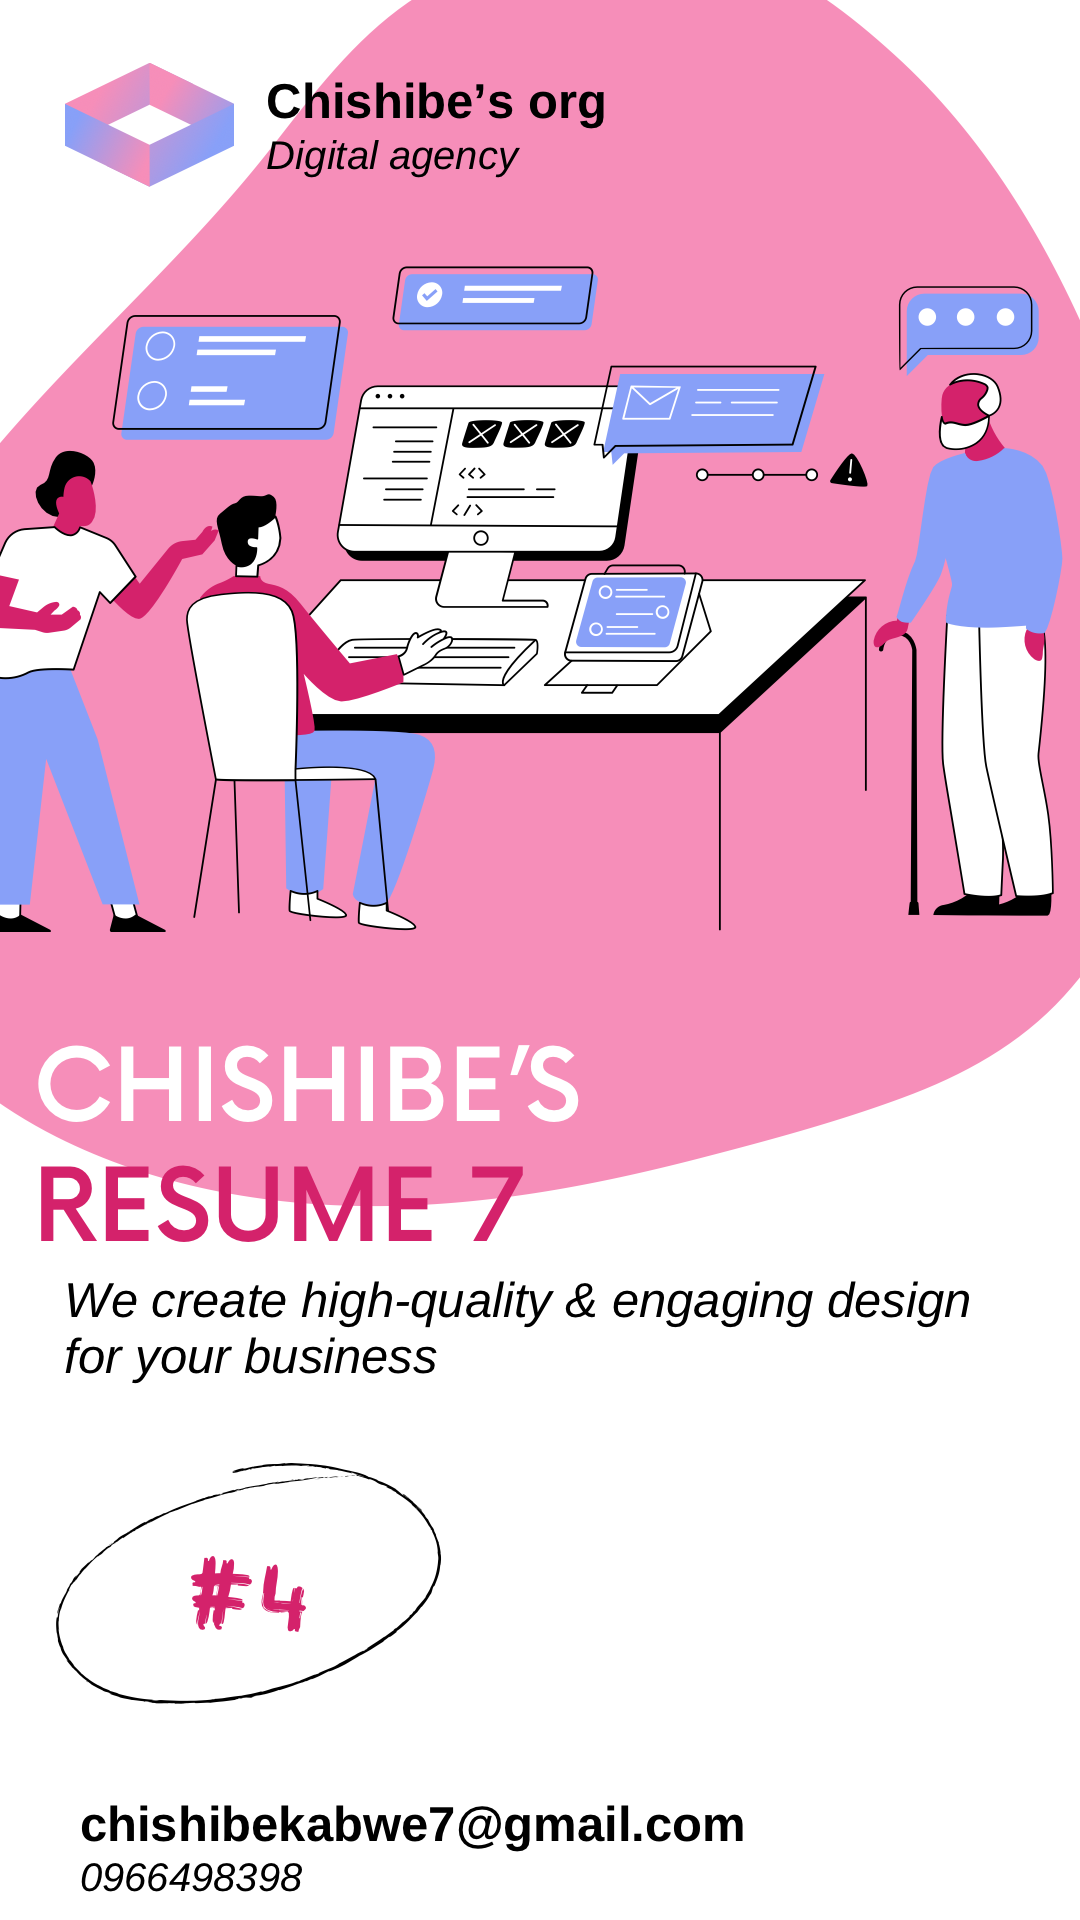 Chishibe’s org
Digital agency
CHISHIBE’S
RESUME 7
We create high-quality & engaging design
for your business
#4
chishibekabwe7@gmail.com
0966498398